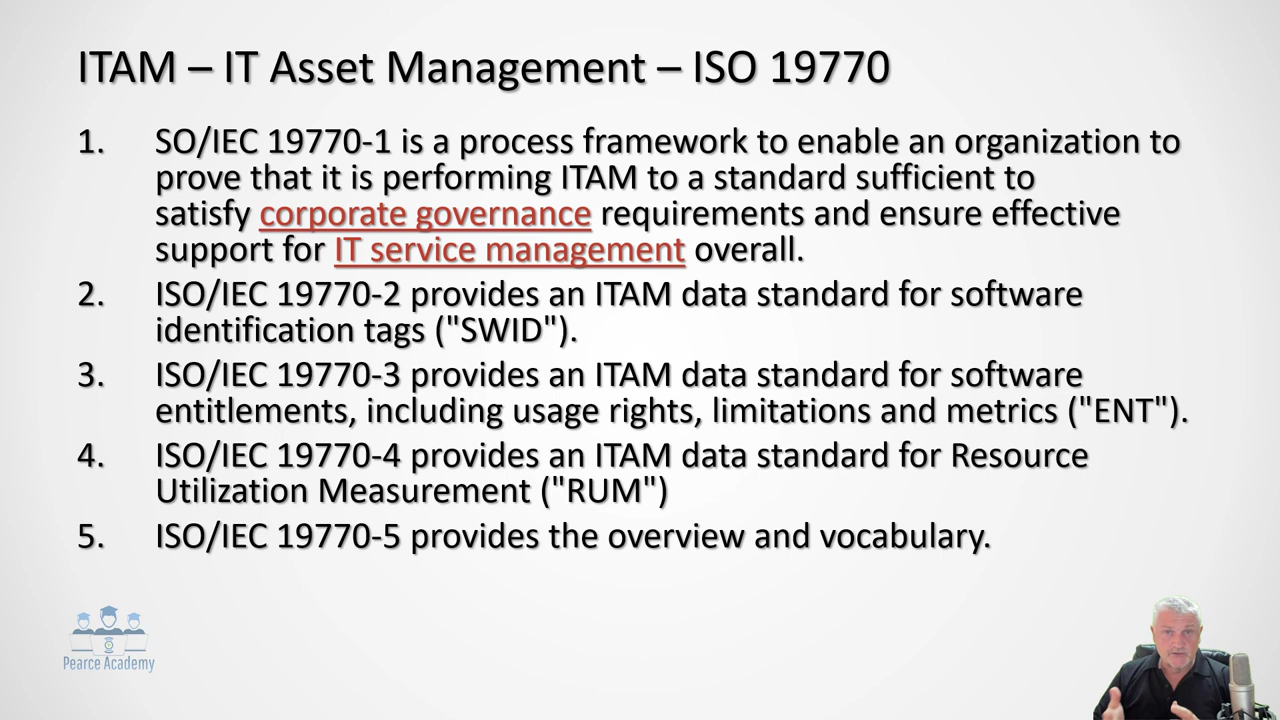 ITAM – IT Asset Management – ISO 19770
1. SO/IEC 19770-1 is a process framework to enable an organization to
prove that it is performing ITAM to a standard sufficient to
satisfy corporate governance requirements and ensure effective
support for IT service management overall.
2. ISO/IEC 19770-2 provides an ITAM data standard for software
identification tags ("SWID").
3. ISO/IEC 19770-3 provides an ITAM data standard for software
entitlements, including usage rights, limitations and metrics ("ENT").
4. ISO/IEC 19770-4 provides an ITAM data standard for Resource
Utilization Measurement ("RUM")
5. ISO/IEC 19770-5 provides the overview and vocabulary.
Pearce Academy